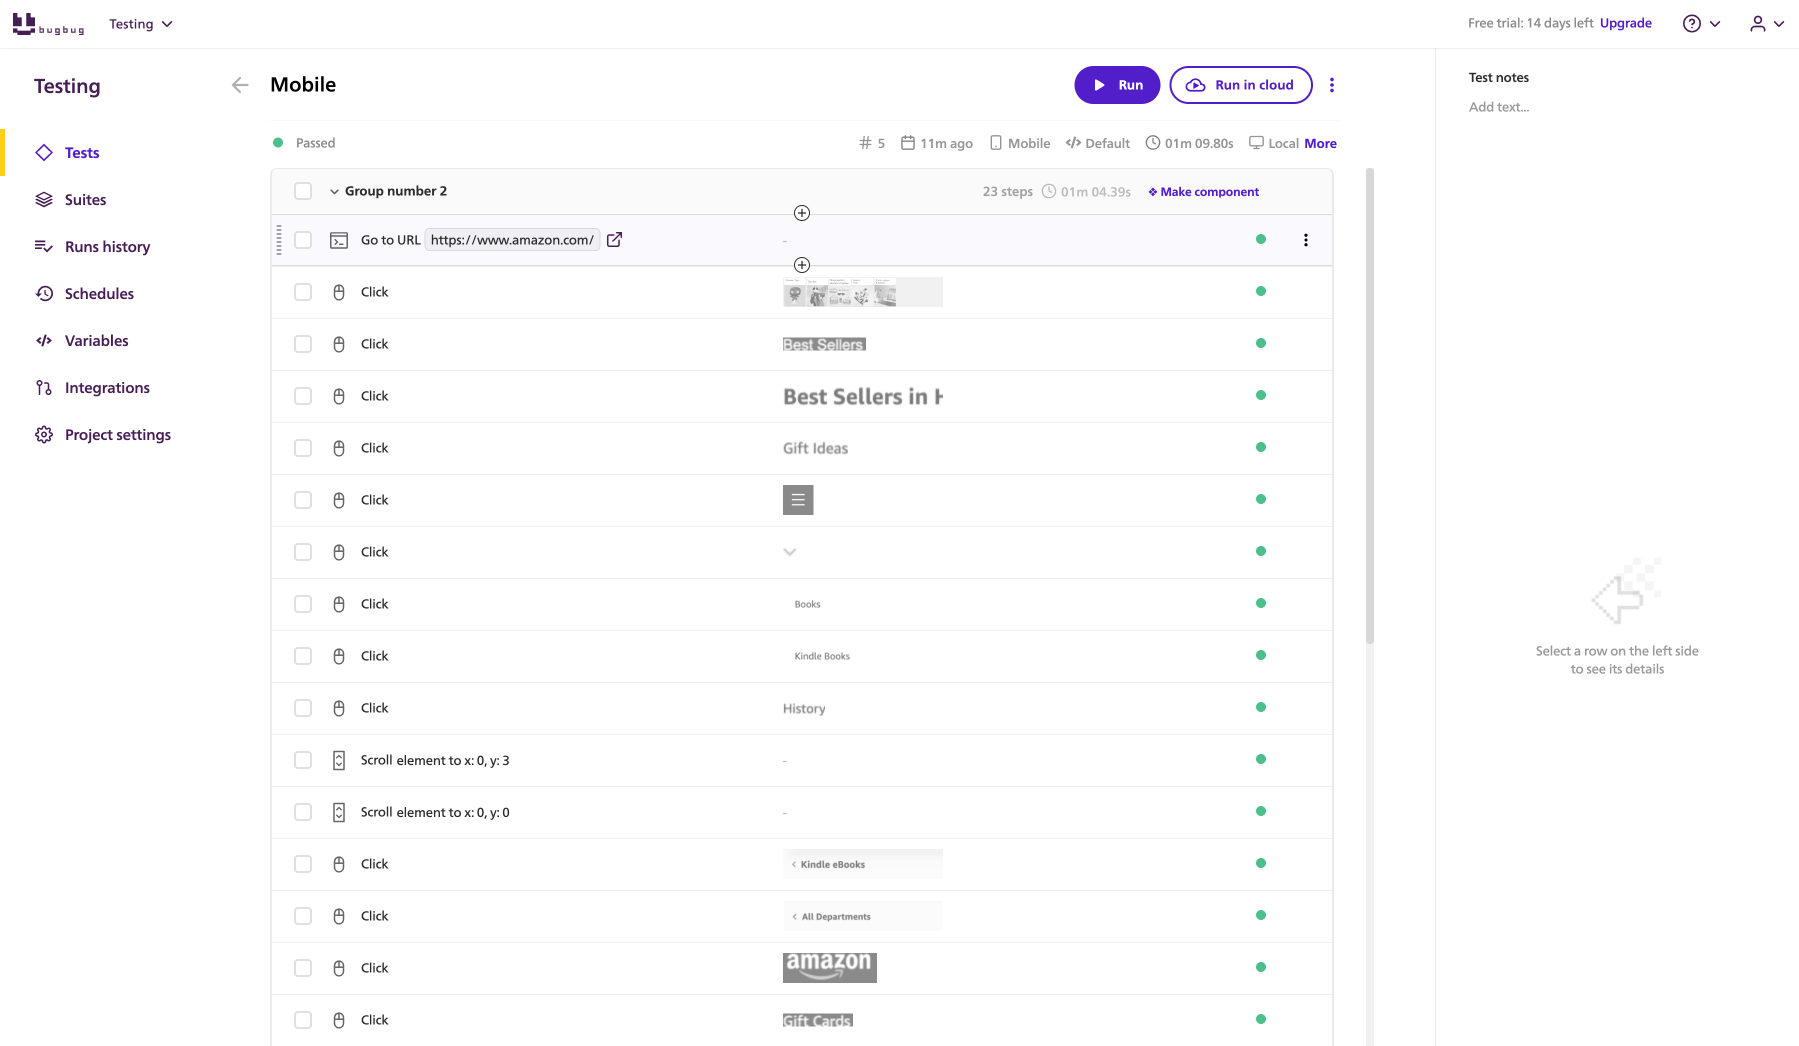 bugbug
Testing
Free trial: 14 days left Upgrade
Testing
Tests
Suites
Runs history
Schedules
Variables
Integrations
Project settings
Mobile
Run
Run in cloud
Passed
# 5 11m ago Mobile Default 01m 09.80s Local More
Group number 2
23 steps 01m 04.39s Make component
Go to URL https://www.amazon.com/ -
Click
Click Best Sellers
Click Best Sellers in H
Click Gift Ideas
Click
Click
Click Books
Click Kindle Books
Click History
Scroll element to x: 0, y: 3 -
Scroll element to x: 0, y: 0 -
Click < Kindle eBooks
Click < All Departments
Click amazon
Click Gift Cards
Test notes
Add text...
Select a row on the left side
to see its details